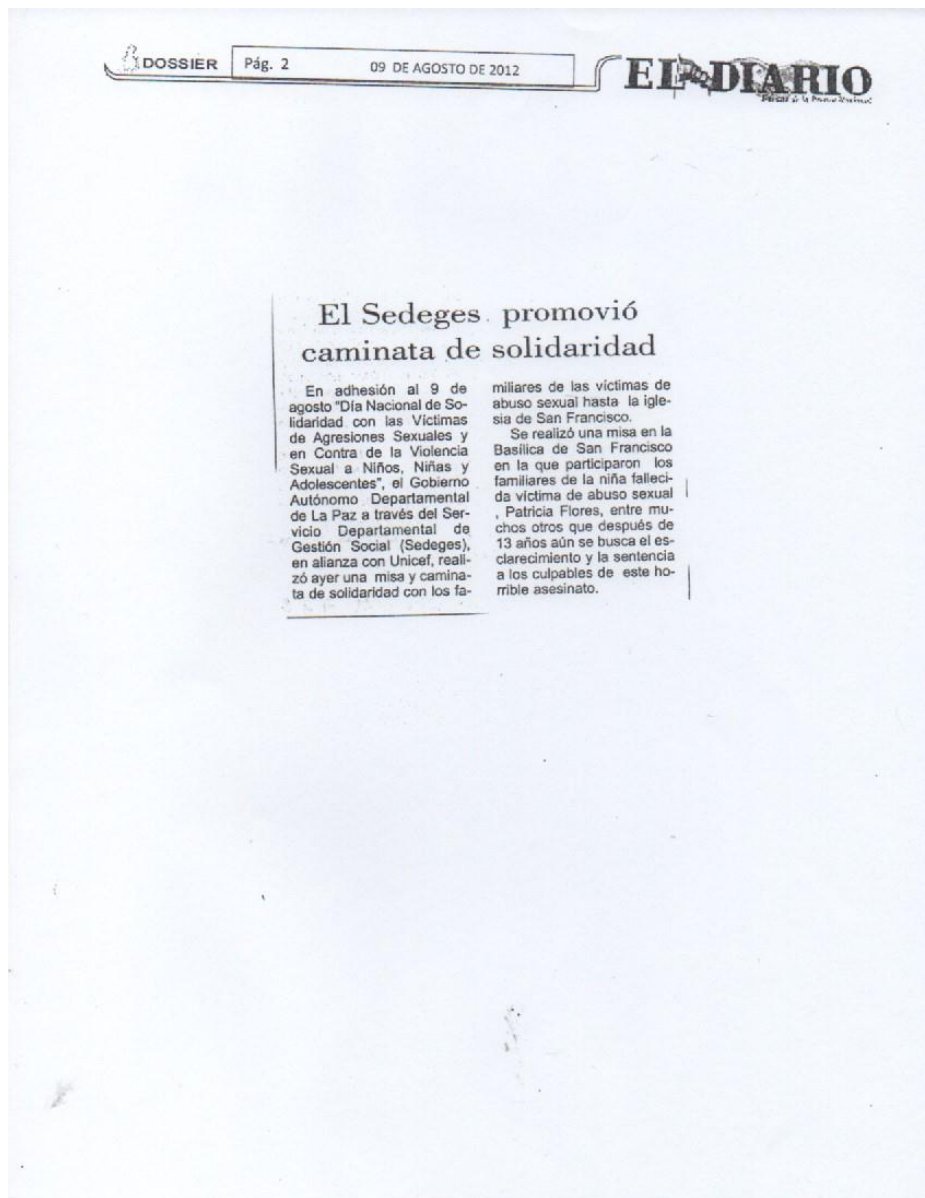 DOSSIER
Pág. 2
09 DE AGOSTO DE 2012
EL DIARIO
El Sedeges promovió
caminata de solidaridad
En adhesión al 9 de
agosto "Día Nacional de So-
lidaridad con las Víctimas
de Agresiones Sexuales y
en Contra de la Violencia
Sexual a Niños, Niñas y
Adolescentes", el Gobierno
Autónomo Departamental
de La Paz a través del Ser-
vicio Departamental de
Gestión Social (Sedeges),
en alianza con Unicef, reali-
zó ayer una misa y camina-
ta de solidaridad con los fa-
miliares de las víctimas de
abuso sexual hasta la igle-
sia de San Francisco.
Se realizó una misa en la
Basílica de San Francisco
en la que participaron los
familiares de la niña falleci-
da víctima de abuso sexual
, Patricia Flores, entre mu-
chos otros que después de
13 años aún se busca el es-
clarecimiento y la sentencia
a los culpables de este ho-
rrible asesinato.